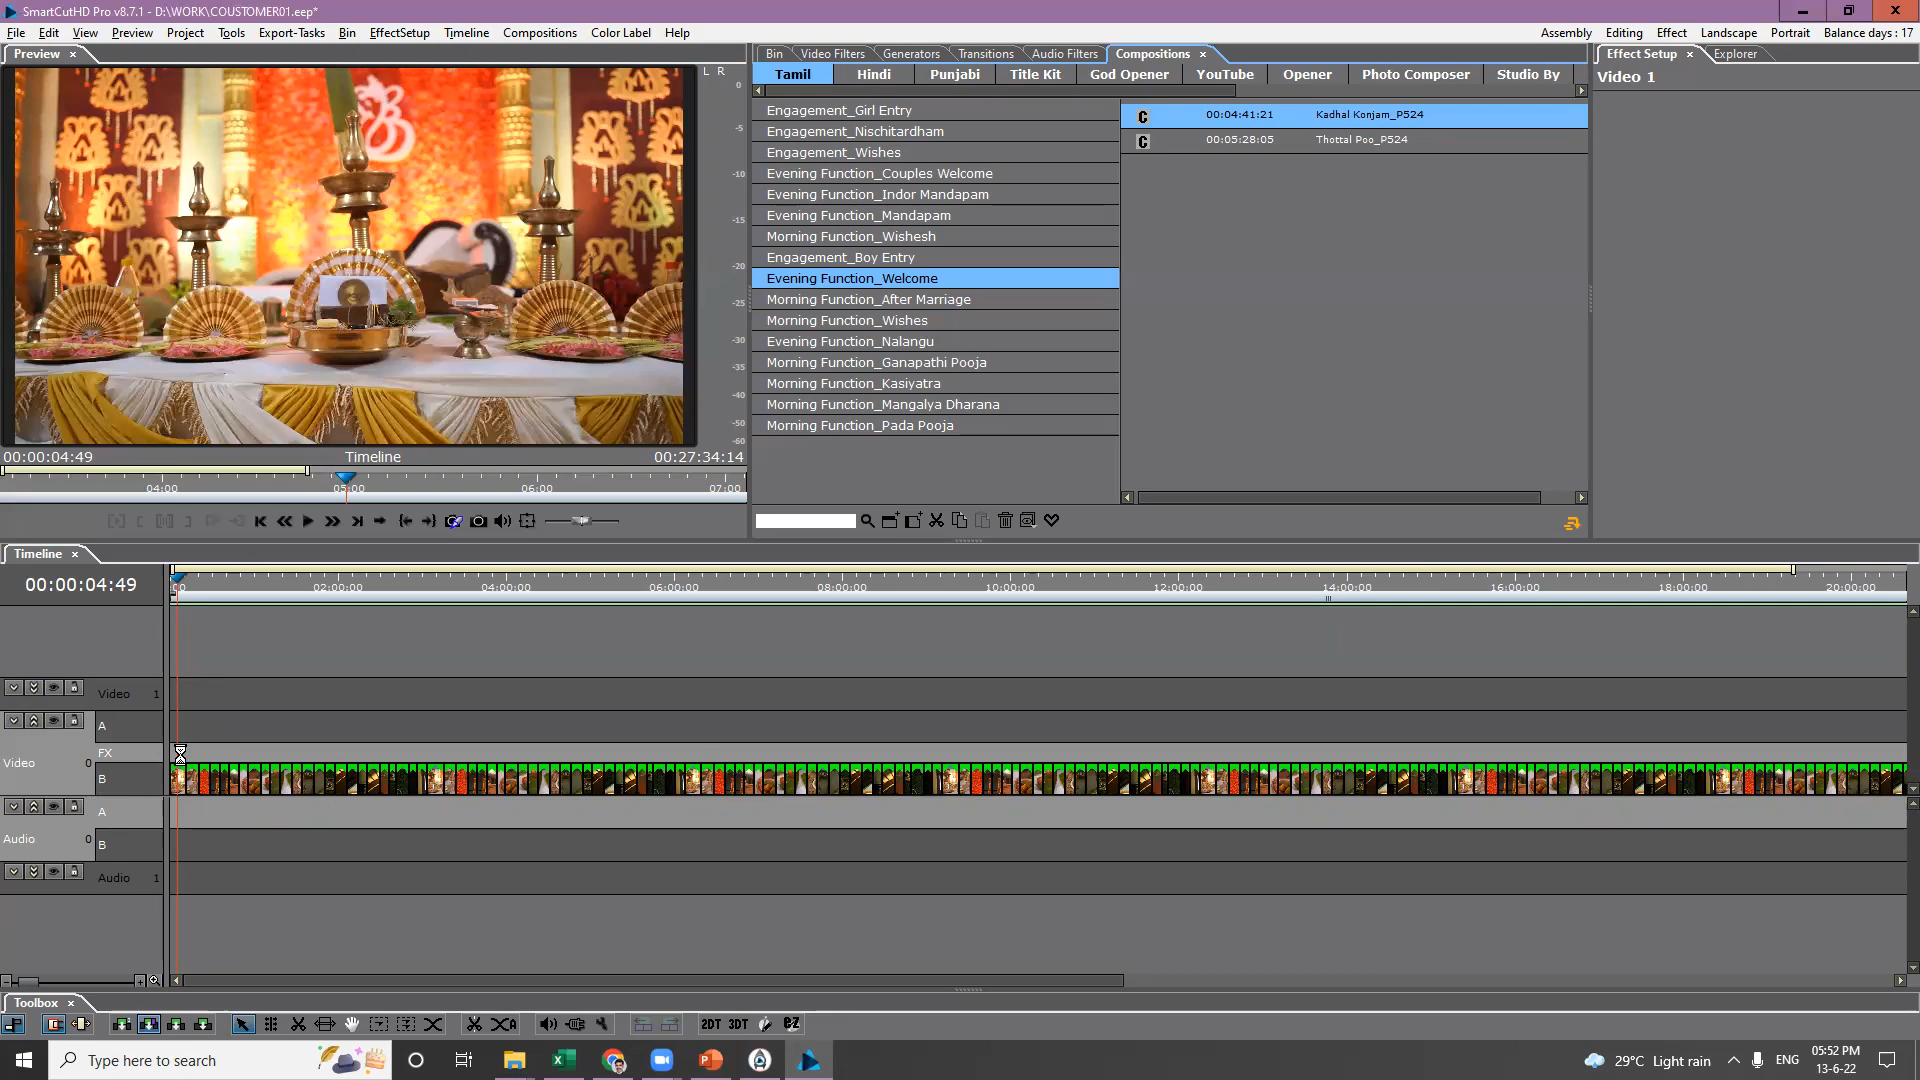 SmartCutHD Pro v8.7.1 - D:\WORK\COUSTOMER01.eep*
File Edit View Preview Project Tools Export-Tasks Bin EffectSetup Timeline Compositions Color Label Help
Assembly Editing Effect Landscape Portrait Balance days : 17
Preview
L R
0
-5
-10
-15
-20
-25
-30
-35
-40
-50
-60
00:00:04:49 Timeline 00:27:34:14
04:00 05:00 06:00 07:00
Bin Video Filters Generators Transitions Audio Filters Compositions
Tamil Hindi Punjabi Title Kit God Opener YouTube Opener Photo Composer Studio By
Engagement_Girl Entry
Engagement_Nischitardham
Engagement_Wishes
Evening Function_Couples Welcome
Evening Function_Indor Mandapam
Evening Function_Mandapam
Morning Function_Wishesh
Engagement_Boy Entry
Evening Function_Welcome
Morning Function_After Marriage
Morning Function_Wishes
Morning Function_Nalangu
Morning Function_Ganapathi Pooja
Morning Function_Kasiyatra
Morning Function_Mangalya Dharana
Morning Function_Pada Pooja
C 00:04:41:21 Kadhal Konjam_P524
C 00:05:28:05 Thottal Poo_P524
Effect Setup Explorer
Video 1
Timeline
00:00:04:49
02:00:00 04:00:00 06:00:00 08:00:00 10:00:00 12:00:00 14:00:00 16:00:00 18:00:00 20:00:00
Video 1
A
FX
Video 0
B
A
Audio 0
B
Audio 1
Toolbox
2DT 3DT
Type here to search
29°C Light rain
ENG
05:52 PM
13-6-22